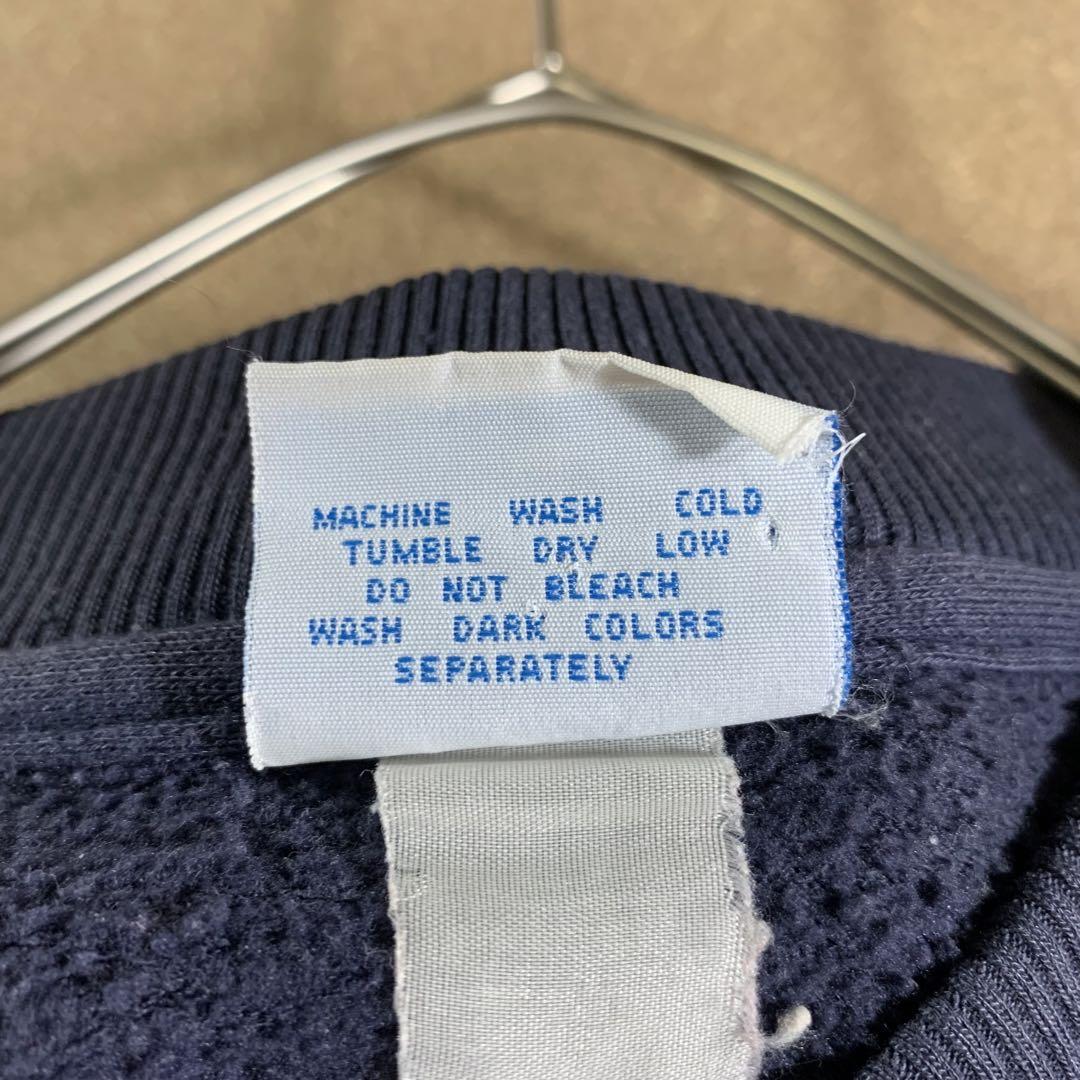 MACHINE WASH COLD
TUMBLE DRY LOW
DO NOT BLEACH
WASH DARK COLORS
SEPARATELY